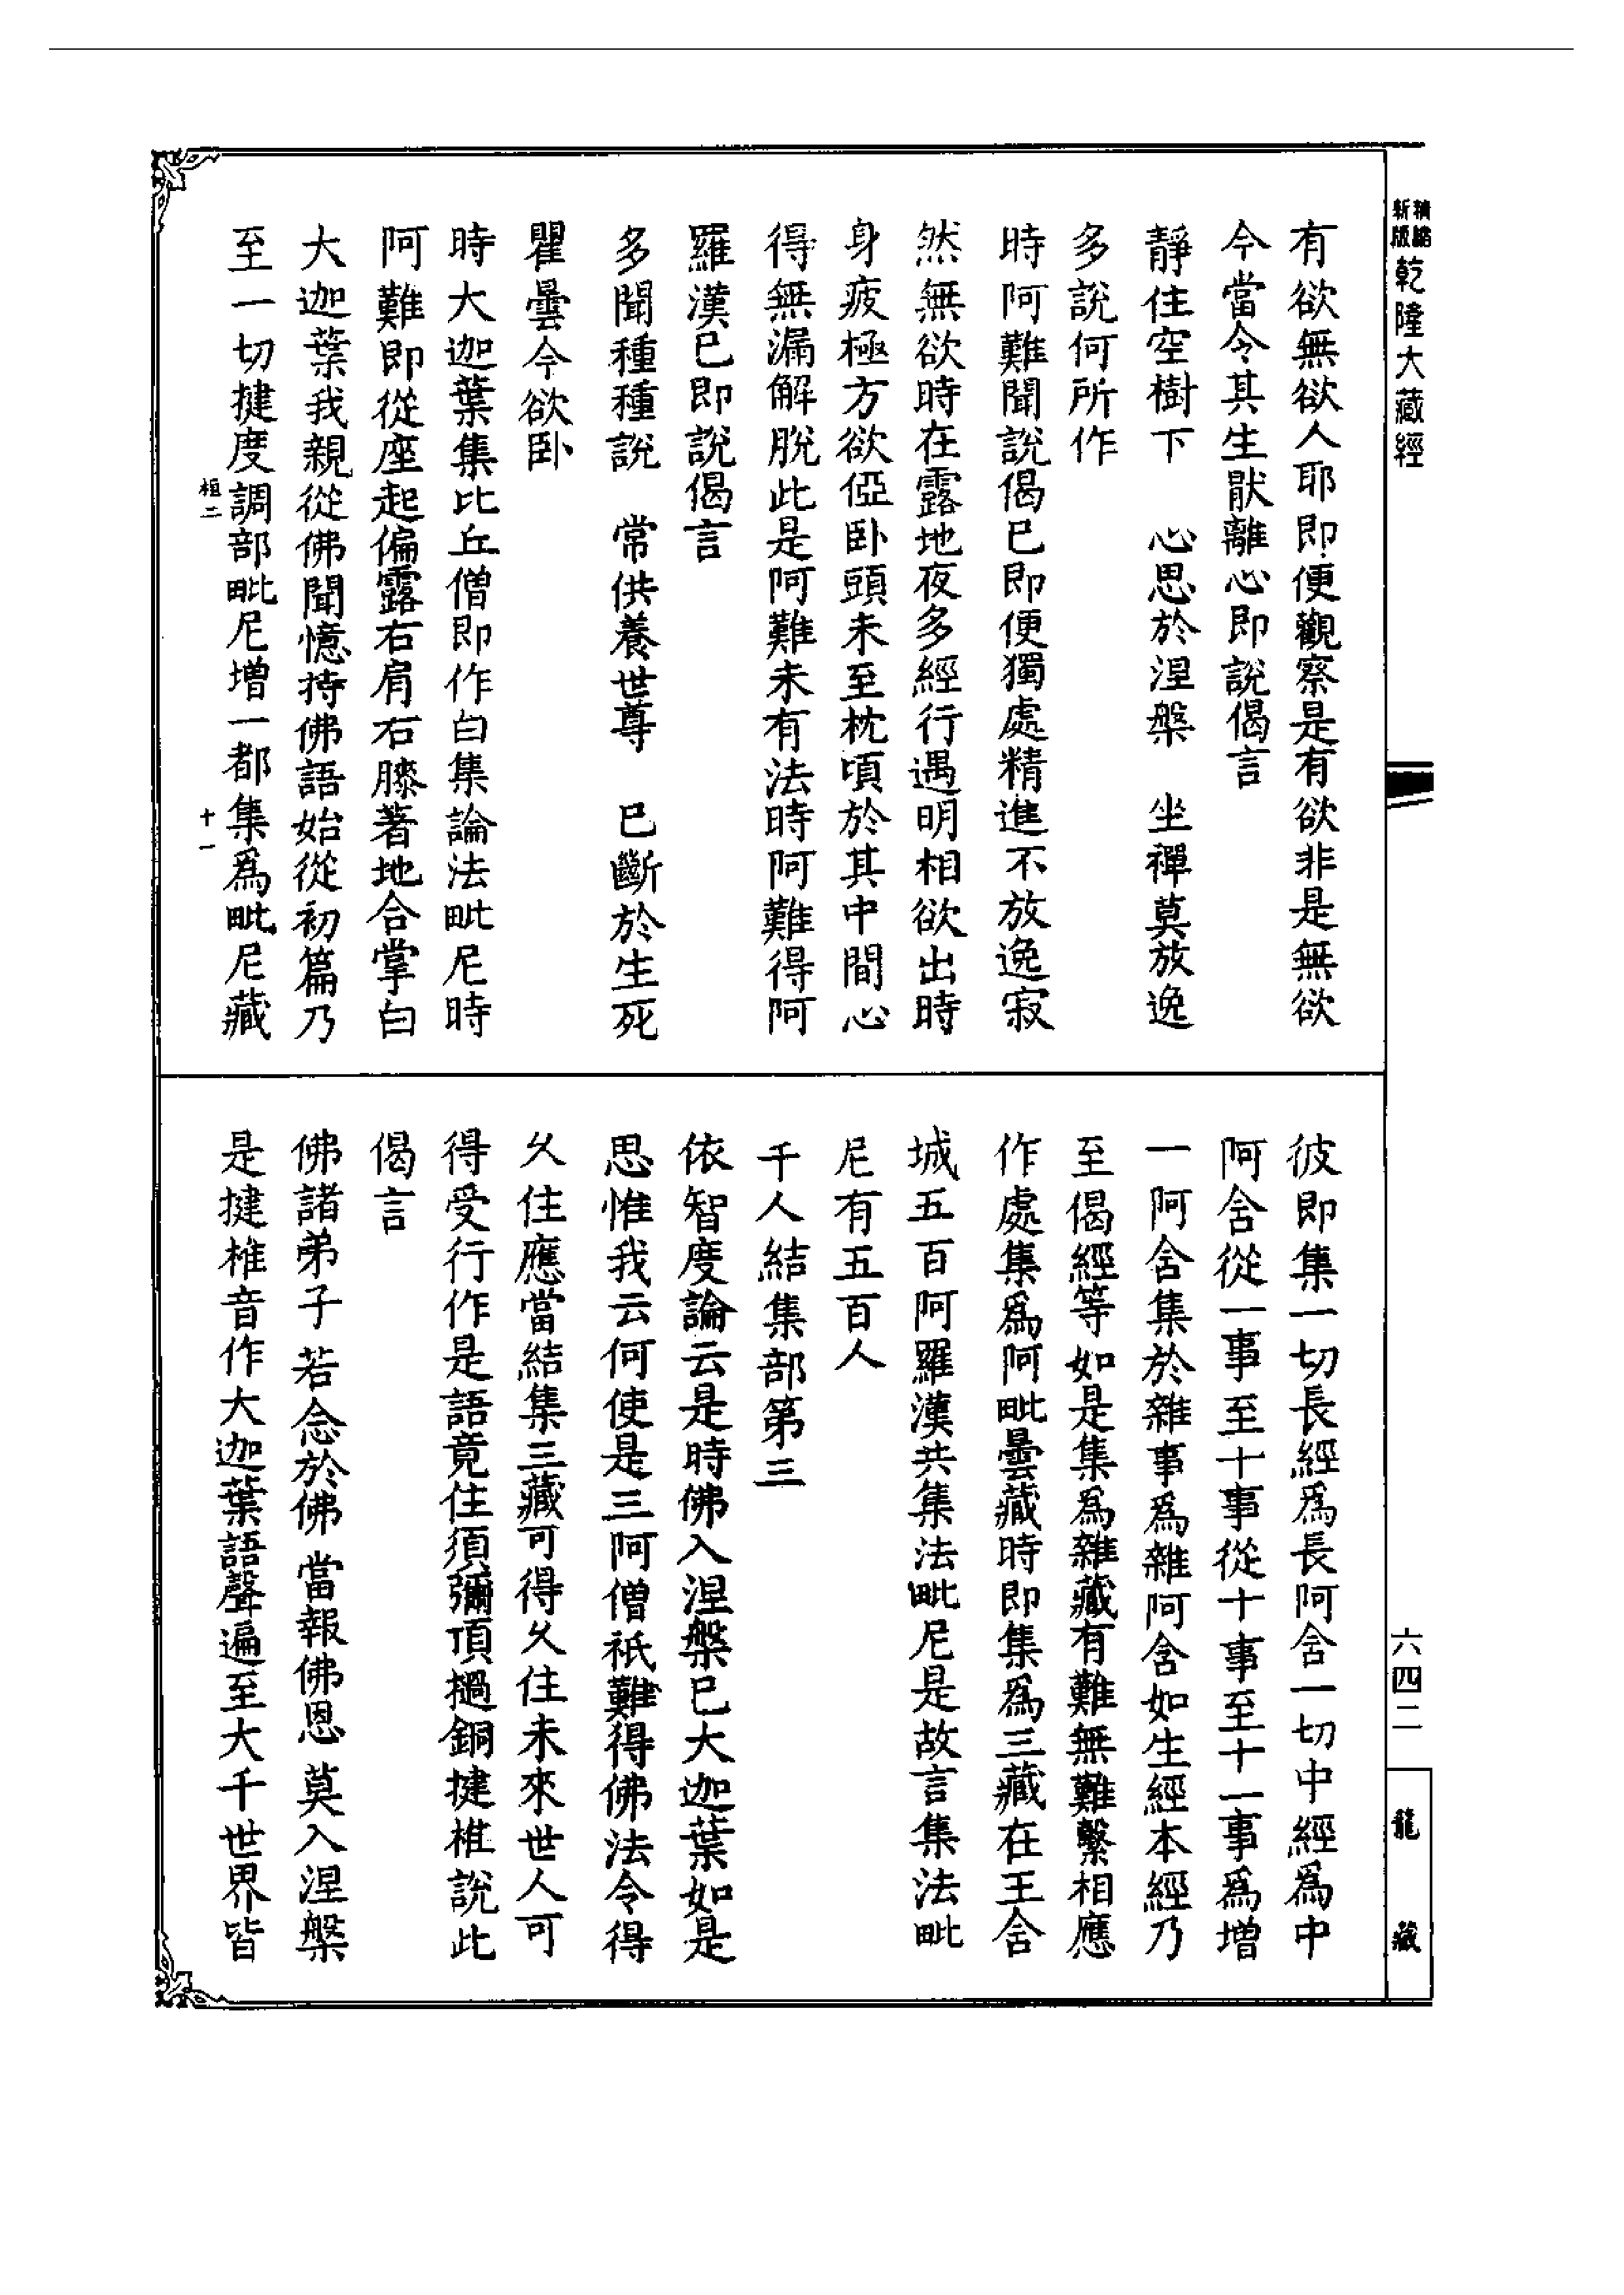 新版
精縮
乾隆大藏經
有欲無欲人耶即便觀察是有欲非是無欲
今當令其生厭離心即說偈言
靜住空樹下　心思於涅槃　坐禪莫放逸
多說何所作
時阿難聞說偈已即便獨處精進不放逸寂
然無欲時在露地夜多經行遇明相欲出時
身疲極方欲偃臥頭未至枕頃於其中間心
得無漏解脫此是阿難未有法時阿難得阿
羅漢已即說偈言
多聞種種說　常供養世尊　已斷於生死
瞿曇今欲臥
時大迦葉集比丘僧即作白集論法毗尼時
阿難即從座起偏露右肩右膝著地合掌白
大迦葉我親從佛聞憶持佛語始從初篇乃
至一切揵度調部毗尼增一都集為毗尼藏
桓二　十一
彼即集一切長經為長阿含一切中經為中
阿含從一事至十事從十事至十一事為增
一阿含集於雜事為雜阿含如生經本經乃
至偈經等如是集為雜藏有難無難繫相應
作處集為阿毗曇藏時即集為三藏在王舍
城五百阿羅漢共集法毗尼是故言集法毗
尼有五百人
千人結集部第三
依智度論云是時佛入涅槃已大迦葉如是
思惟我云何使是三阿僧祇難得佛法令得
久住應當結集三藏可得久住未來世人可
得受行作是語竟住須彌頂撾銅揵椎說此
偈言
佛諸弟子　若念於佛　當報佛恩　莫入涅槃
是揵椎音作大迦葉語聲遍至大千世界皆
六四二
龍藏